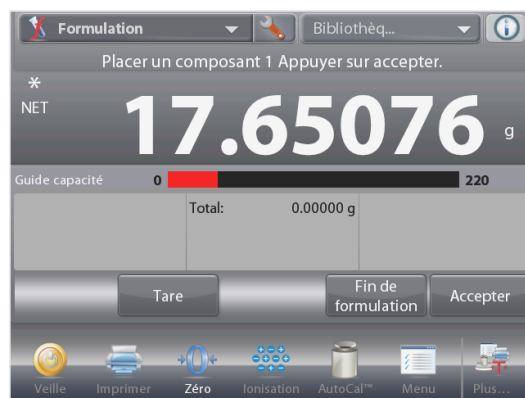 Formulation Bibliothèq...
Placer un composant 1 Appuyer sur accepter.
*
NET 17.65076 g
Guide capacité 0 220
Total: 0.00000 g
Tare Fin de formulation Accepter
Veille Imprimer Zéro Ionisation AutoCal™ Menu Plus...